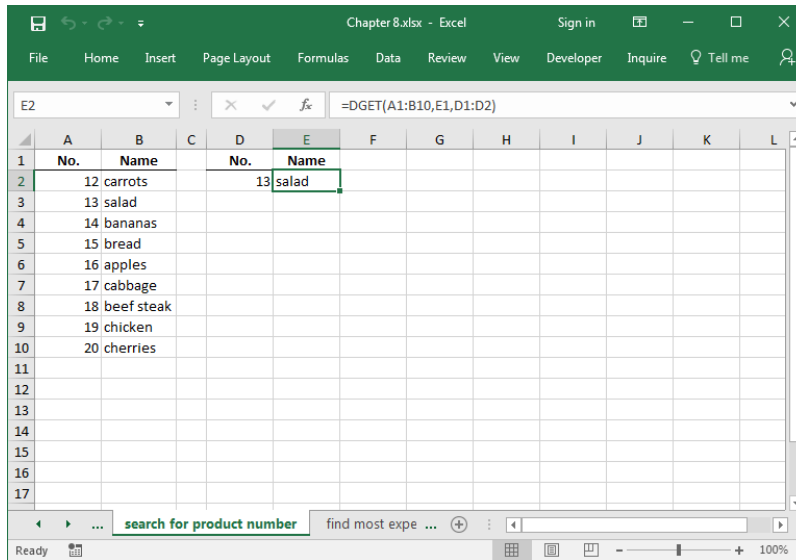 Chapter 8.xlsx - Excel Sign in
File Home Insert Page Layout Formulas Data Review View Developer Inquire Tell me
E2 fx =DGET(A1:B10,E1,D1:D2)
A B C D E F G H I J K L
1 No. Name No. Name
2 12 carrots 13 salad
3 13 salad
4 14 bananas
5 15 bread
6 16 apples
7 17 cabbage
8 18 beef steak
9 19 chicken
10 20 cherries
11
12
13
14
15
16
17
... search for product number find most expe ...
Ready 100%